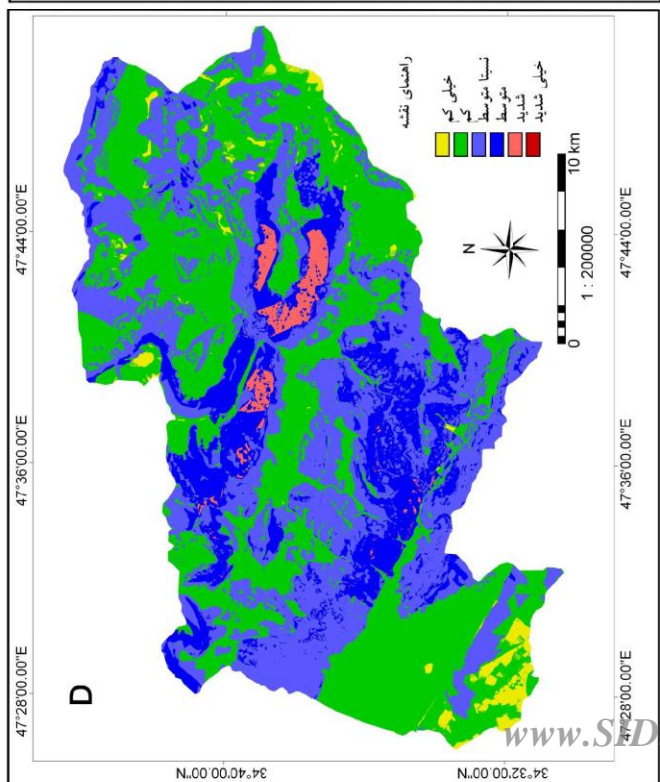 D
47°28'00.00"E
47°36'00.00"E
47°44'00.00"E
34°40'00.00"N
34°32'00.00"N
راهنمای نقشه
خیلی کم
کم
نسبتا متوسط
متوسط
شدید
خیلی شدید
N
1 : 200000
0
10 km
47°28'00.00"E
47°36'00.00"E
47°44'00.00"E
www.SID